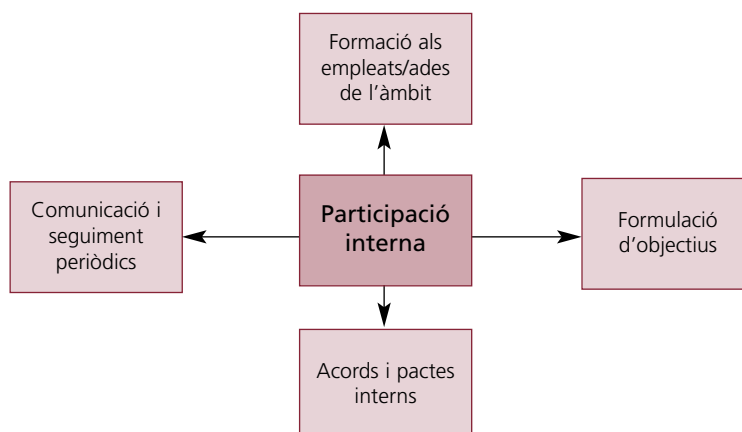 Formació als
empleats/ades
de l’àmbit
Comunicació i
seguiment
periòdics
Participació
interna
Formulació
d’objectius
Acords i pactes
interns